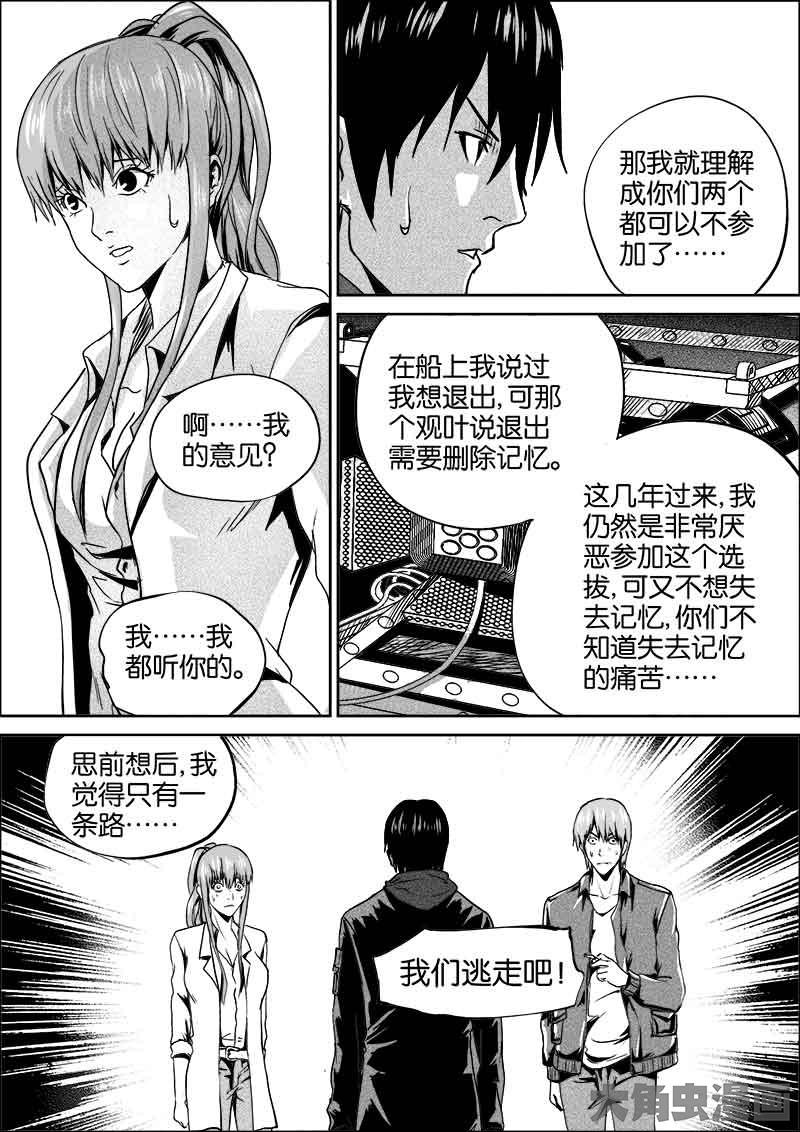 啊……我
的意见？
我……我
都听你的。
那我就理解
成你们两个
都可以不参
加了……
在船上我说过
我想退出，可那
个观叶说退出
需要删除记忆。
这几年过来，我
仍然是非常厌
恶参加这个选
拔，可又不想失
去记忆，你们不
知道失去记忆
的痛苦……
思前想后，我
觉得只有一
条路……
我们逃走吧！
大角虫漫画